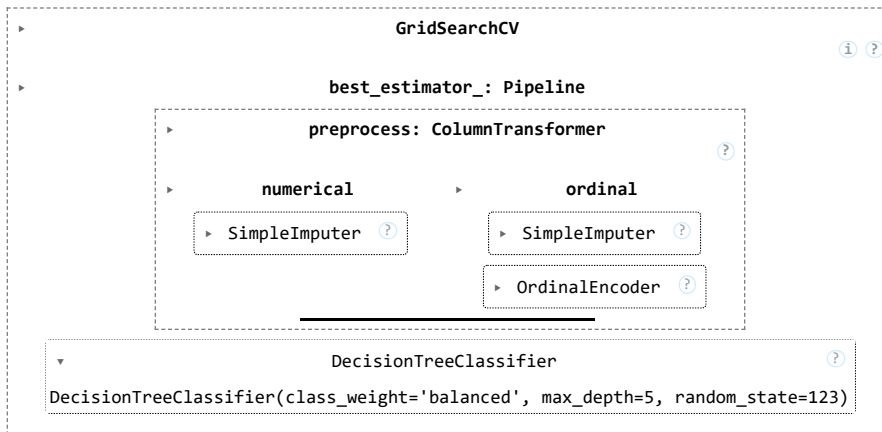 GridSearchCV
i ?
best_estimator_: Pipeline
preprocess: ColumnTransformer
?
numerical ordinal
SimpleImputer ? SimpleImputer ?
OrdinalEncoder ?
DecisionTreeClassifier ?
DecisionTreeClassifier(class_weight='balanced', max_depth=5, random_state=123)